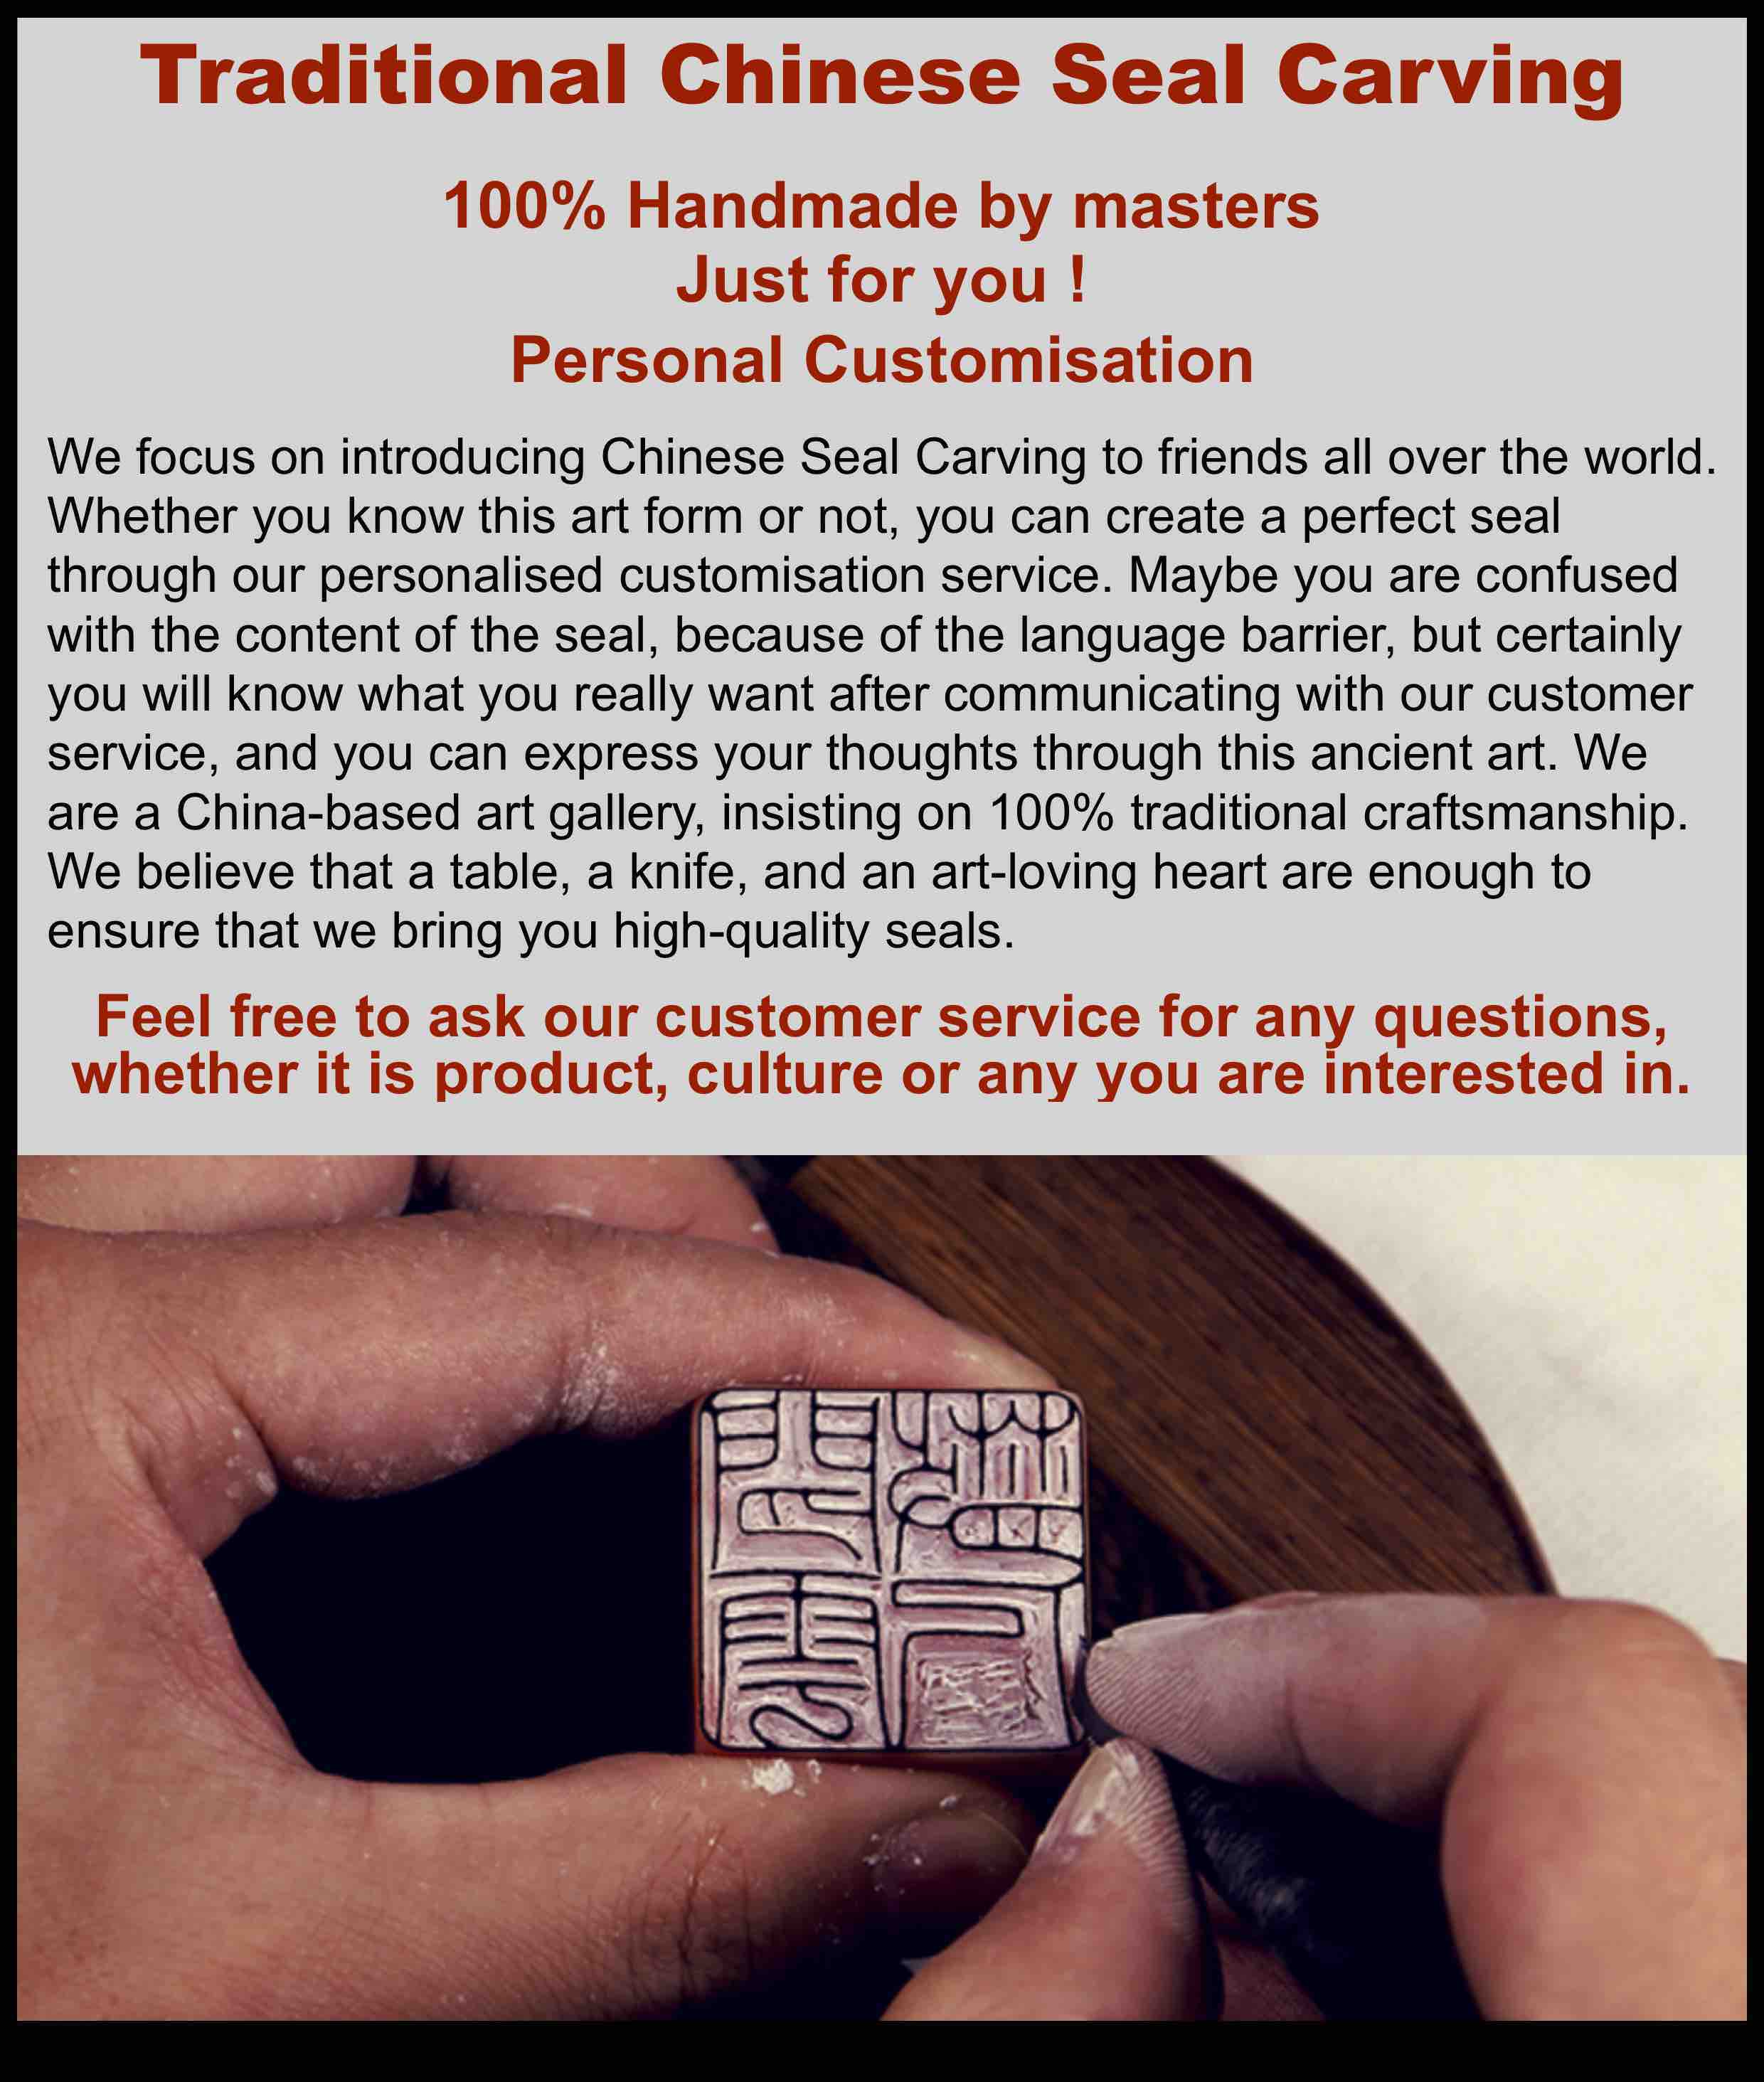 Traditional Chinese Seal Carving
100% Handmade by masters
Just for you !
Personal Customisation
We focus on introducing Chinese Seal Carving to friends all over the world.
Whether you know this art form or not, you can create a perfect seal
through our personalised customisation service. Maybe you are confused
with the content of the seal, because of the language barrier, but certainly
you will know what you really want after communicating with our customer
service, and you can express your thoughts through this ancient art. We
are a China-based art gallery, insisting on 100% traditional craftsmanship.
We believe that a table, a knife, and an art-loving heart are enough to
ensure that we bring you high-quality seals.
Feel free to ask our customer service for any questions,
whether it is product, culture or any you are interested in.